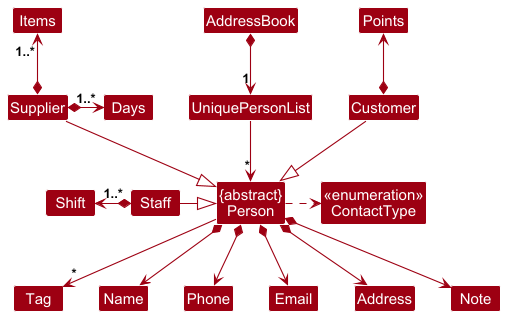 Items
AddressBook
Points
1..*
1
Supplier
1..*
Days
UniquePersonList
Customer
*
Shift
1..*
Staff
{abstract}
Person
«enumeration»
ContactType
*
Tag
Name
Phone
Email
Address
Note